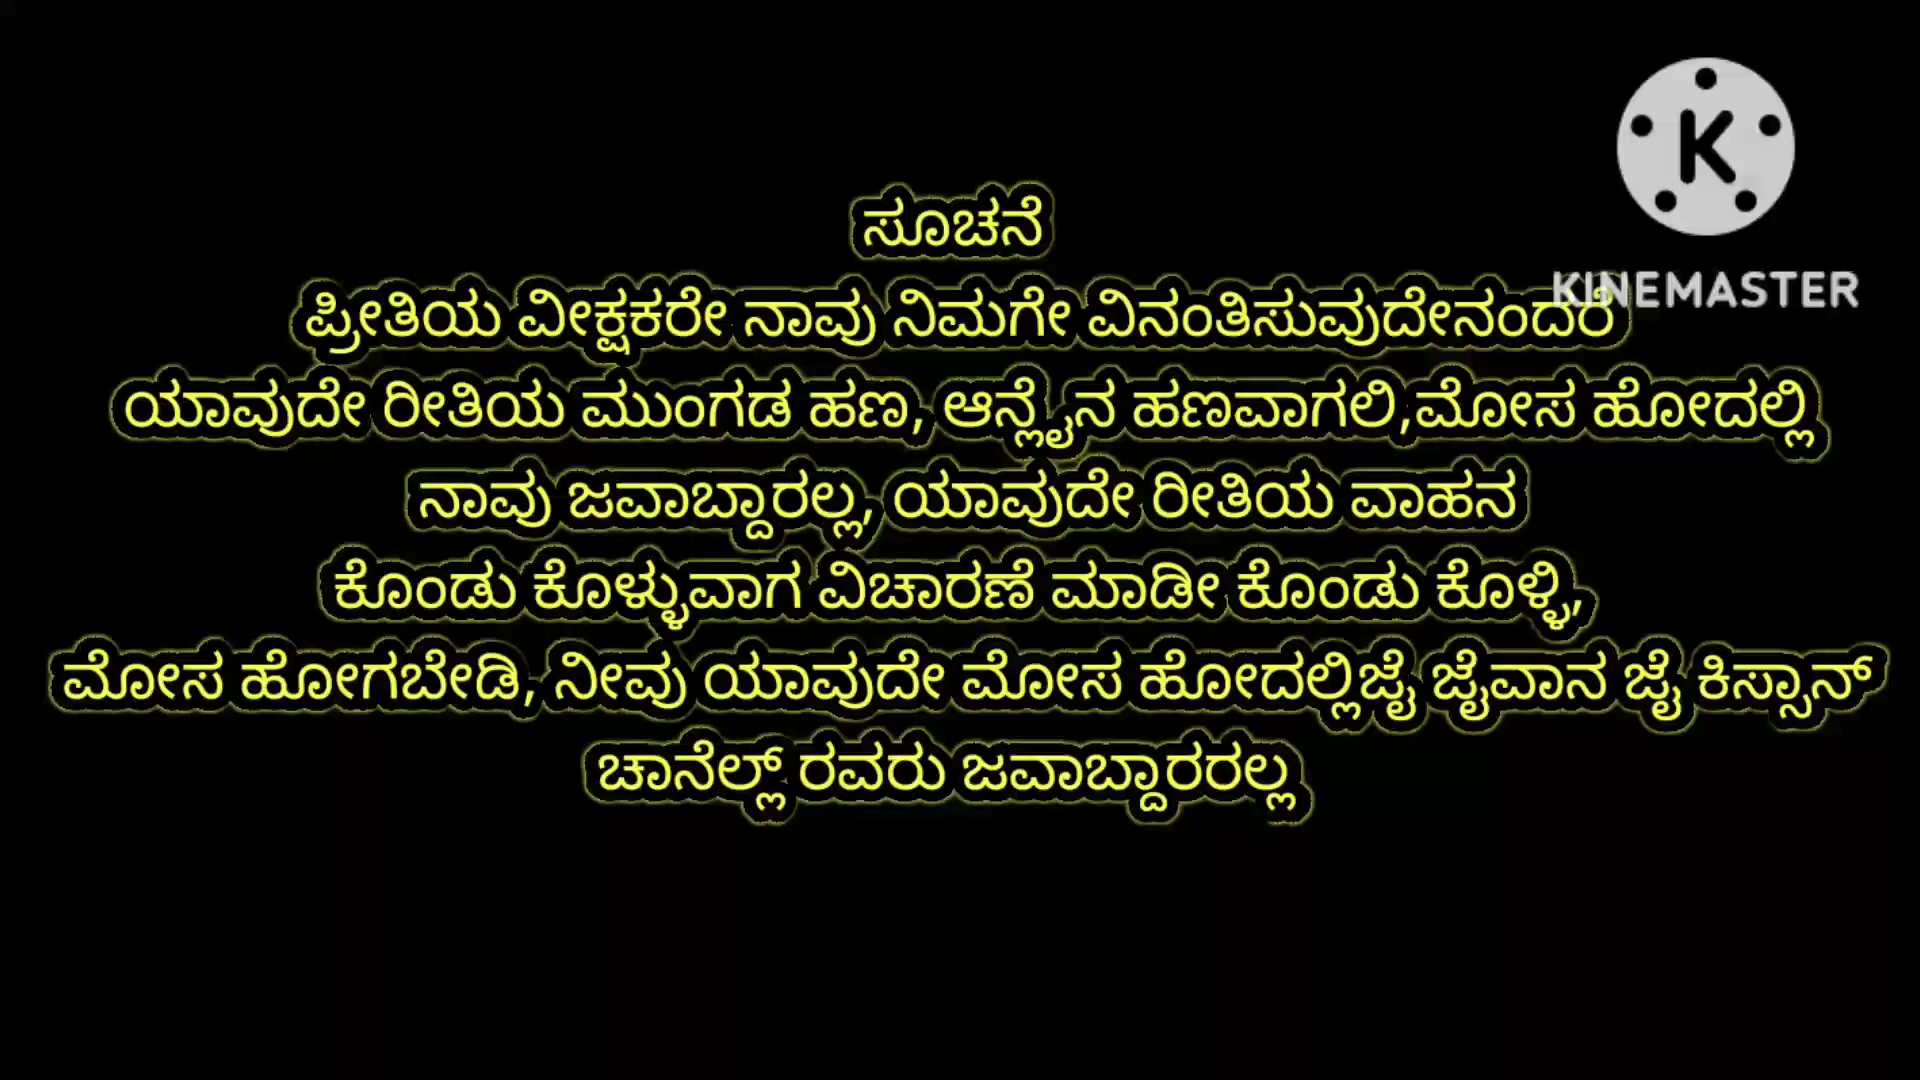 ಸೂಚನೆ
ಪ್ರೀತಿಯ ವೀಕ್ಷಕರೇ ನಾವು ನಿಮಗೇ ವಿನಂತಿಸುವುದೇನಂದರೆ
ಯಾವುದೇ ರೀತಿಯ ಮುಂಗಡ ಹಣ, ಆನ್ಲೈನ ಹಣವಾಗಲಿ,ಮೋಸ ಹೋದಲ್ಲಿ
ನಾವು ಜವಾಬ್ದಾರಲ್ಲ, ಯಾವುದೇ ರೀತಿಯ ವಾಹನ
ಕೊಂಡು ಕೊಳ್ಳುವಾಗ ವಿಚಾರಣೆ ಮಾಡೀ ಕೊಂಡು ಕೊಳ್ಳಿ,
ಮೋಸ ಹೋಗಬೇಡಿ, ನೀವು ಯಾವುದೇ ಮೋಸ ಹೋದಲ್ಲಿಜೈ ಜೈವಾನ ಜೈ ಕಿಸ್ಸಾನ್
ಚಾನೆಲ್ಲ್ ರವರು ಜವಾಬ್ದಾರರಲ್ಲ
K
KINEMASTER